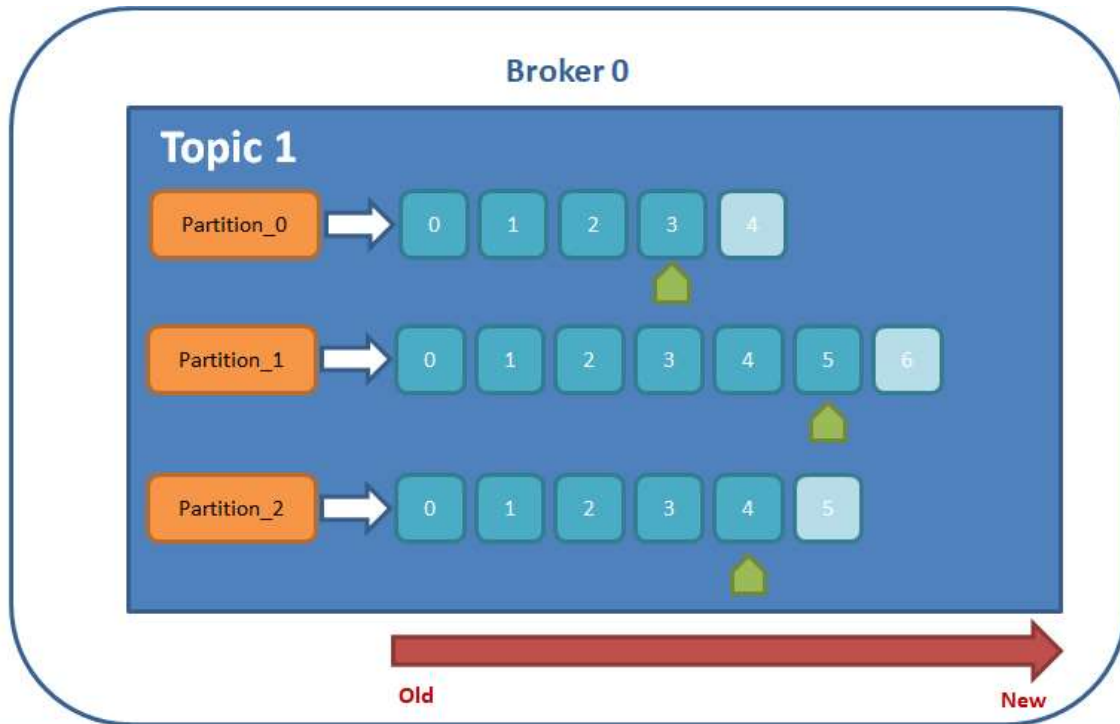 Broker 0
Topic 1
Partition_0
0 1 2 3 4
Partition_1
0 1 2 3 4 5 6
Partition_2
0 1 2 3 4 5
Old New